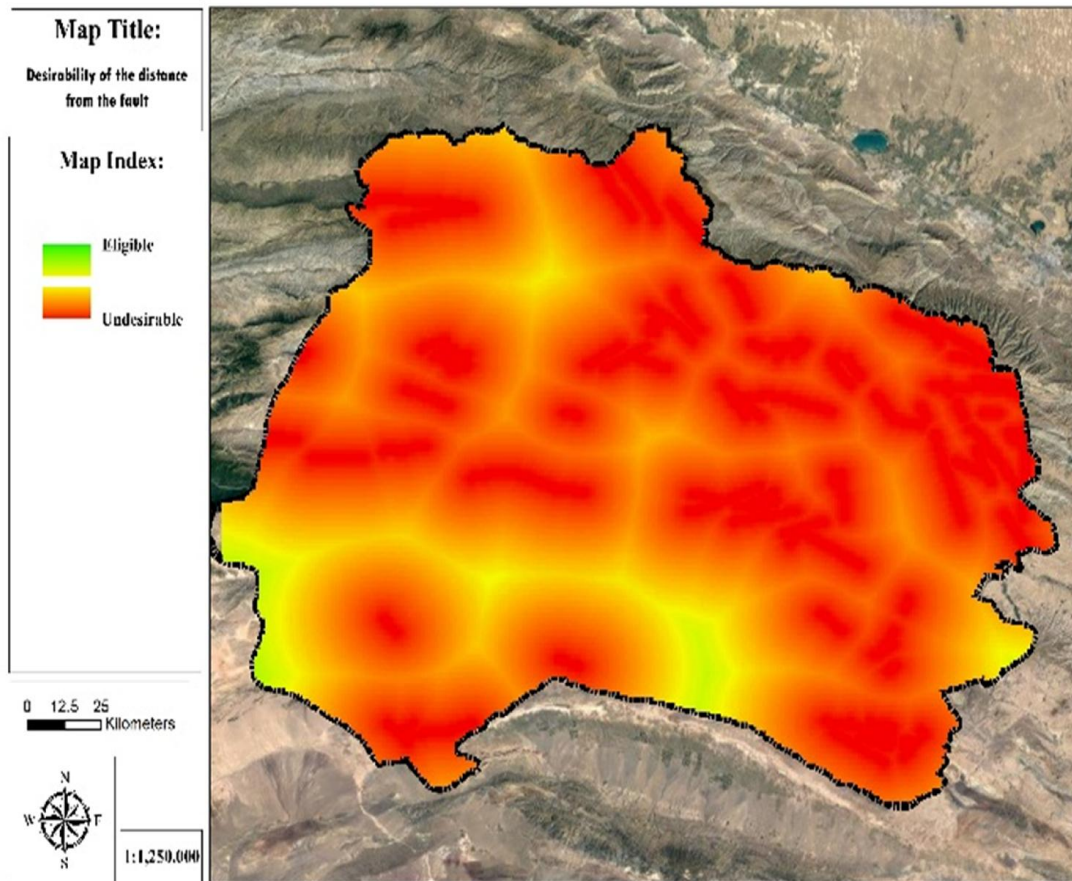 Map Title:
Desirability of the distance
from the fault
Map Index:
Eligible
Undesirable
0 12.5 25
Kilometers
N
W E
S
1:1,250.000